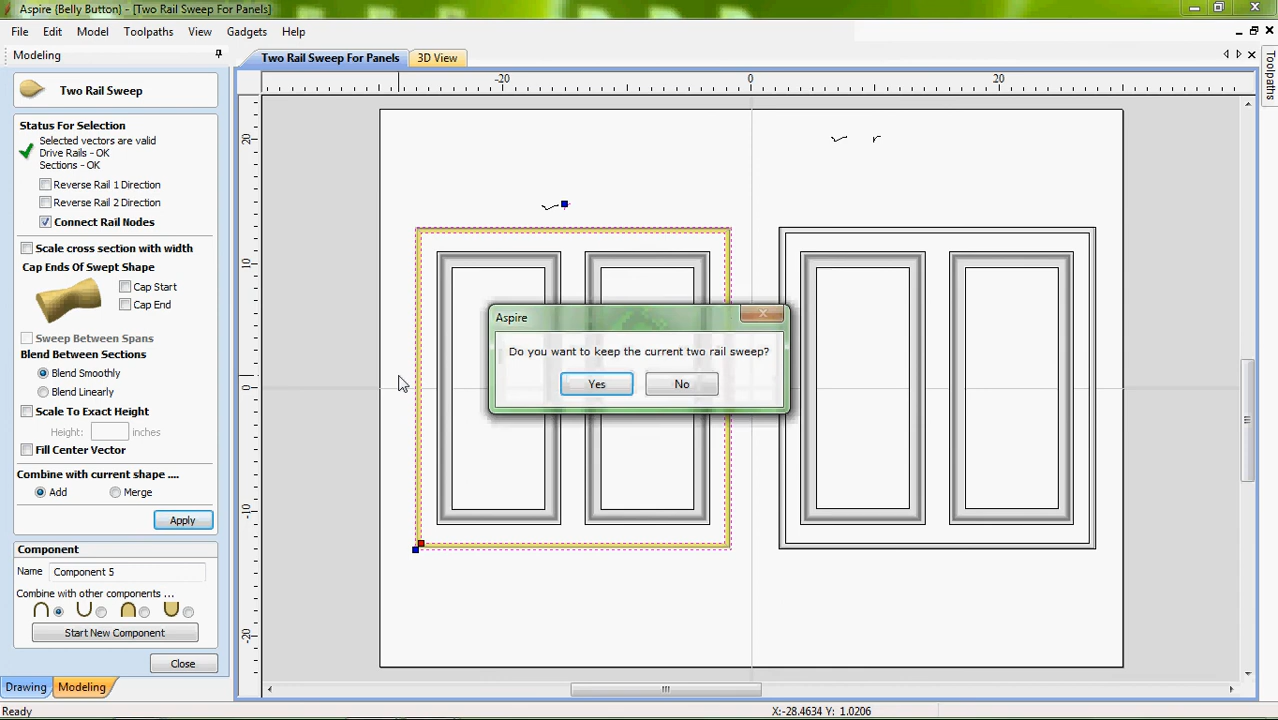 Aspire (Belly Button) - [Two Rail Sweep For Panels]
File Edit Model Toolpaths View Gadgets Help
Modeling
Two Rail Sweep For Panels 3D View
Toolpaths
-20 0 20
20
10
0
-10
-20
Two Rail Sweep
Status For Selection
Selected vectors are valid
Drive Rails - OK
Sections - OK
Reverse Rail 1 Direction
Reverse Rail 2 Direction
Connect Rail Nodes
Scale cross section with width
Cap Ends Of Swept Shape
Cap Start
Cap End
Sweep Between Spans
Blend Between Sections
Blend Smoothly
Blend Linearly
Scale To Exact Height
Height: inches
Fill Center Vector
Combine with current shape ....
Add Merge
Apply
Component
Name Component 5
Combine with other components ...
Start New Component
Close
Drawing Modeling
Aspire
Do you want to keep the current two rail sweep?
Yes No
Ready
X:-28.4634 Y: 1.0206